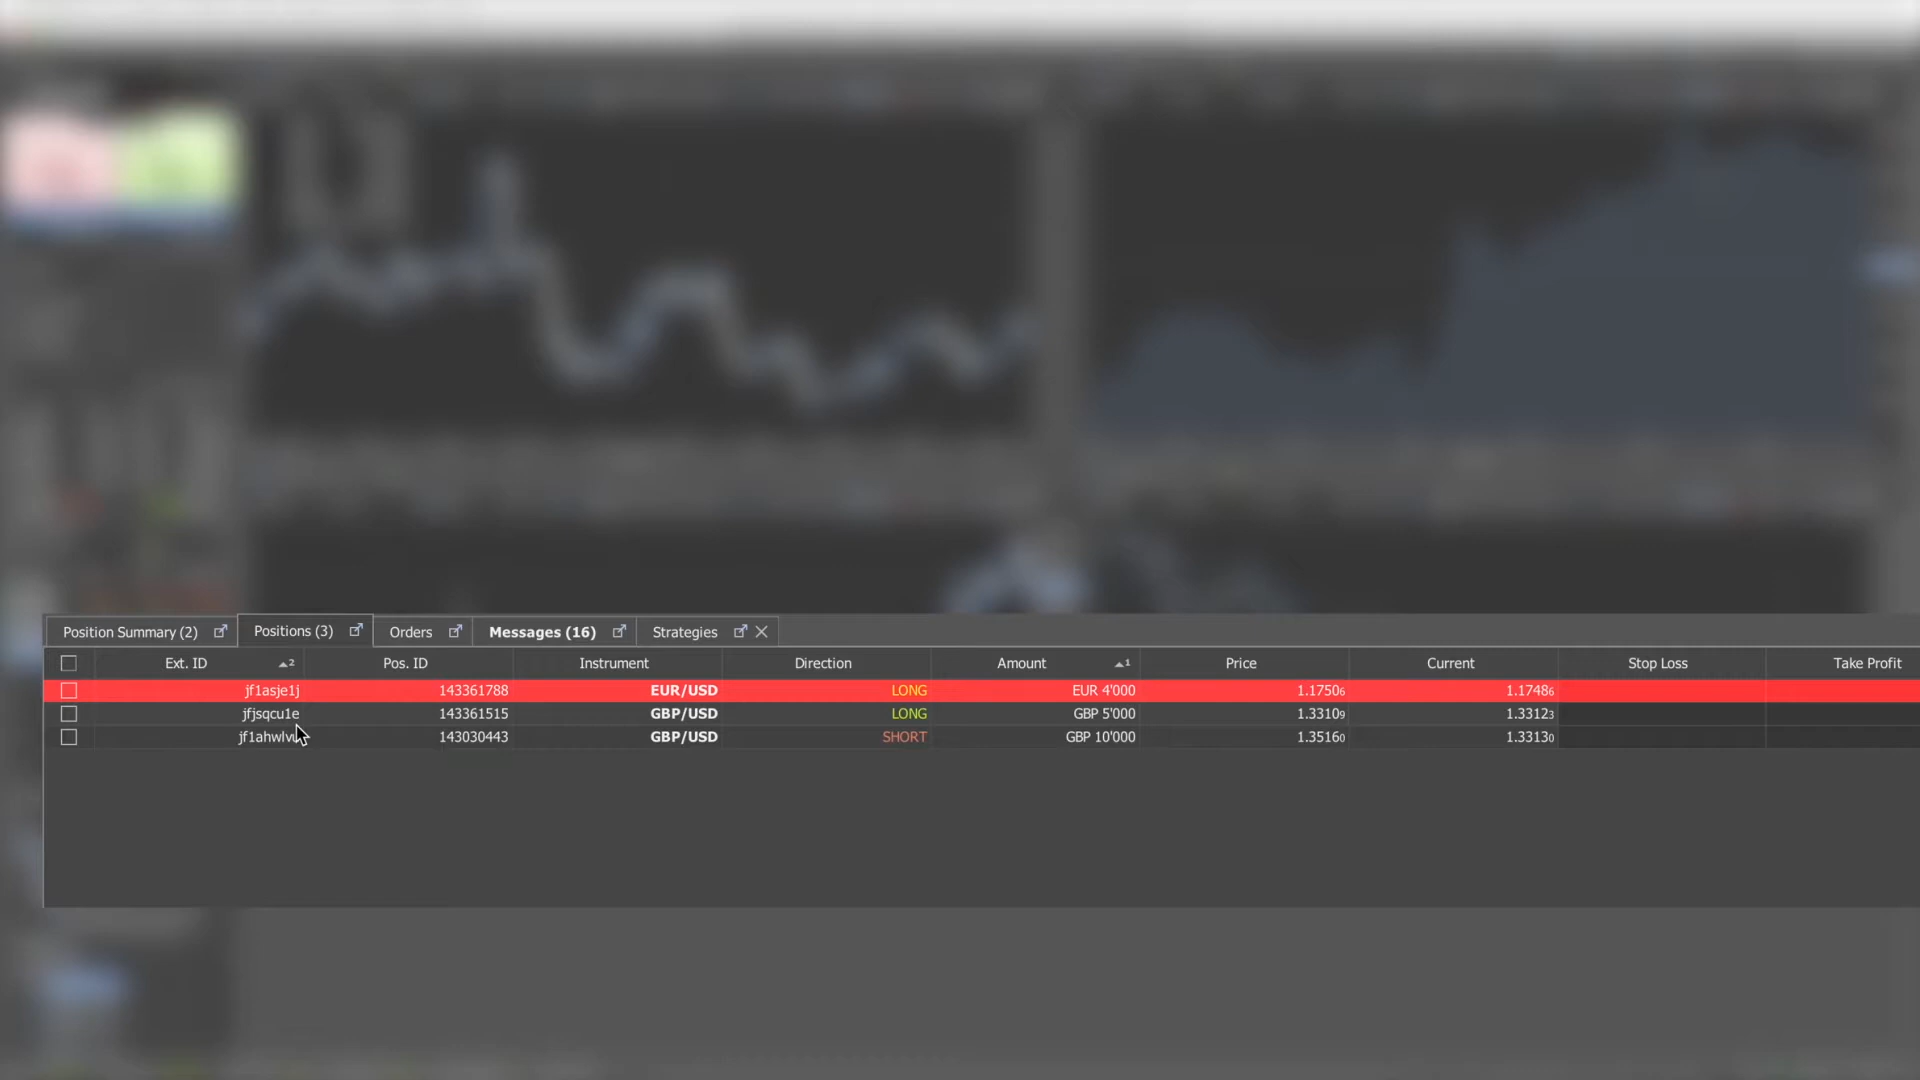 Position Summary (2) Positions (3) Orders Messages (16) Strategies
Ext. ID 2 Pos. ID Instrument Direction Amount 1 Price Current Stop Loss Take Profit
jf1asje1j 143361788 EUR/USD LONG EUR 4'000 1.17506 1.17486
jfjsqcu1e 143361515 GBP/USD LONG GBP 5'000 1.33109 1.33123
143030443 GBP/USD SHORT GBP 10'000 1.35160 1.33130